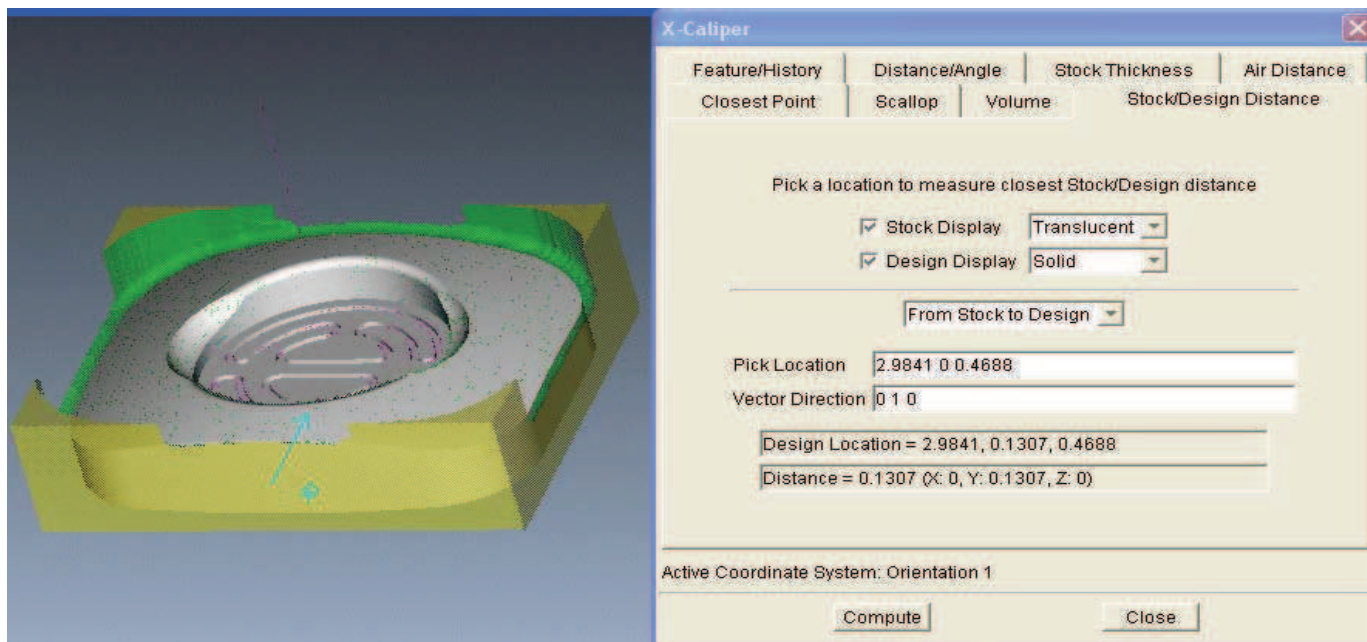 X-Caliper
Feature/History Distance/Angle Stock Thickness Air Distance
Closest Point Scallop Volume Stock/Design Distance
Pick a location to measure closest Stock/Design distance
Stock Display Translucent
Design Display Solid
From Stock to Design
Pick Location 2.9841 0 0.4688
Vector Direction 0 1 0
Design Location = 2.9841, 0.1307, 0.4688
Distance = 0.1307 (X: 0, Y: 0.1307, Z: 0)
Active Coordinate System: Orientation 1
Compute Close